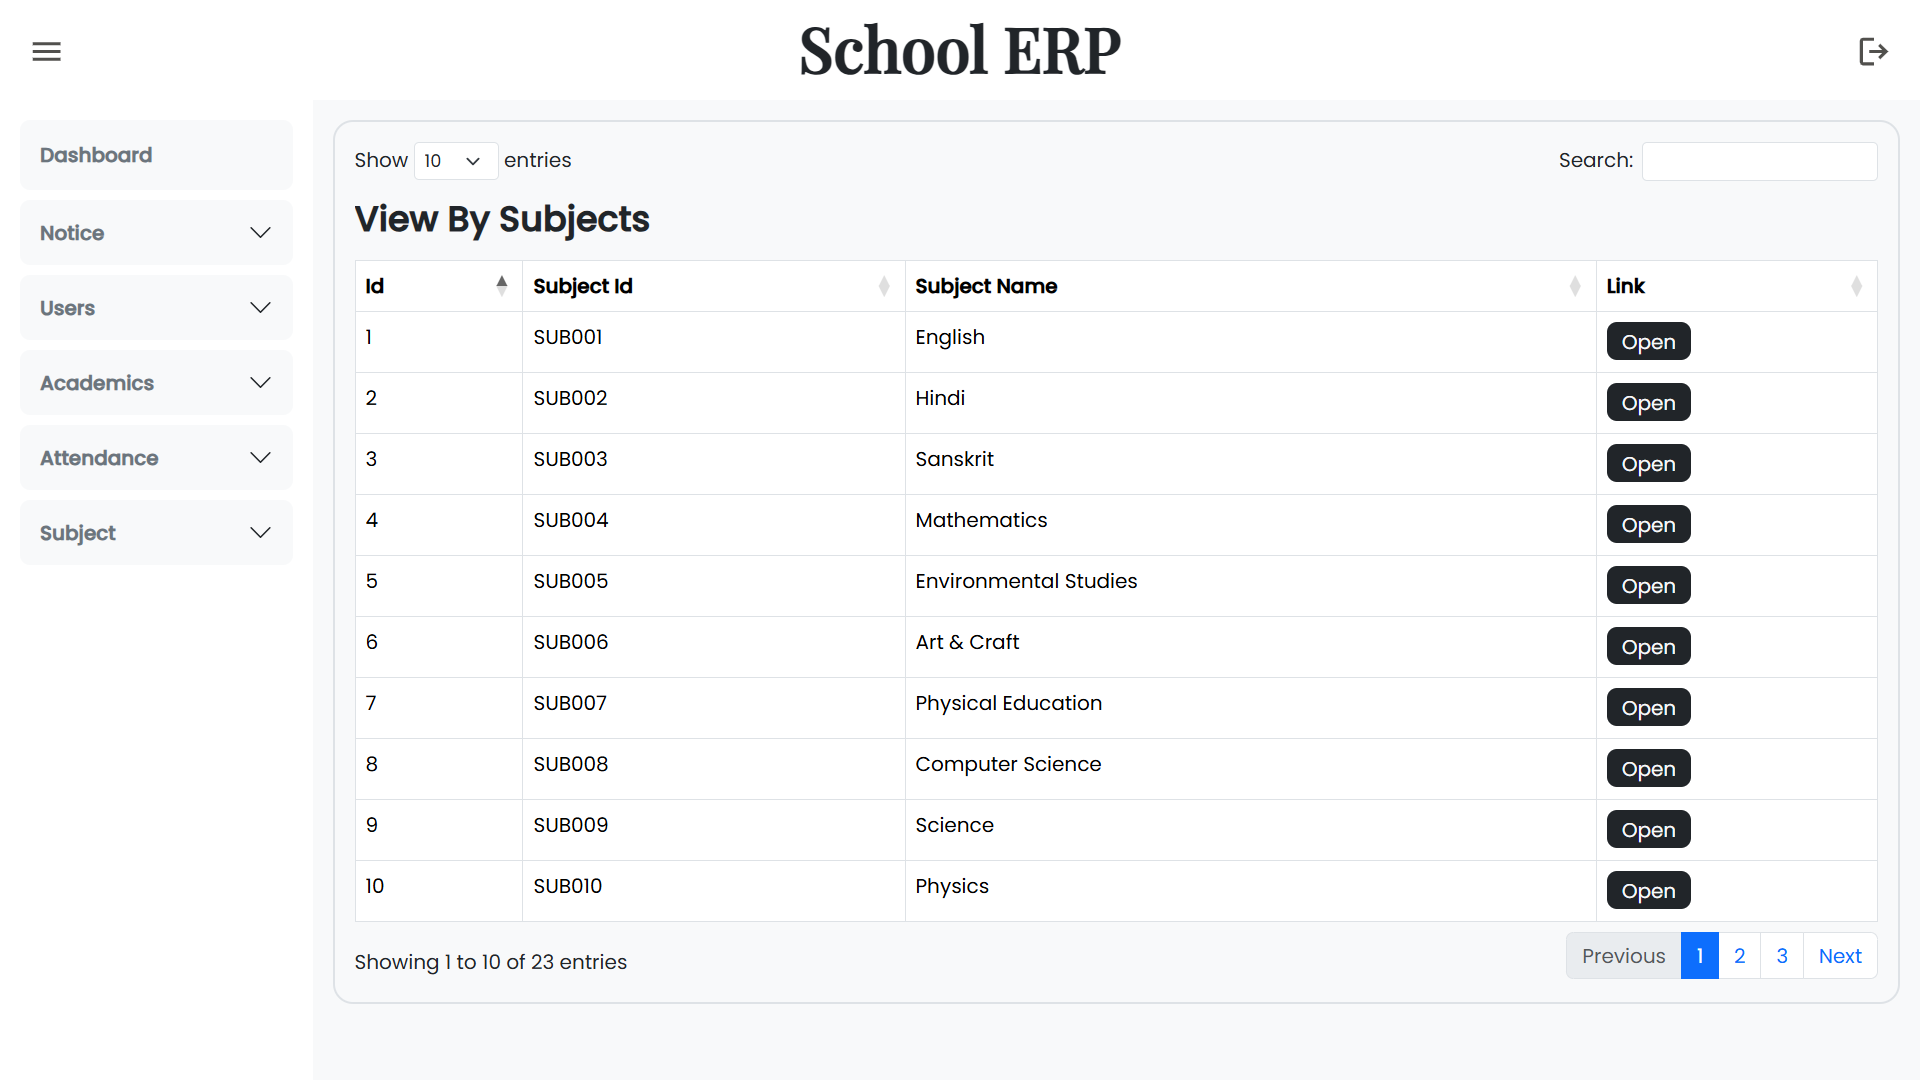 School ERP
Dashboard
Notice
Users
Academics
Attendance
Subject
Show 10 entries
Search:
View By Subjects
Id Subject Id Subject Name Link
1 SUB001 English Open
2 SUB002 Hindi Open
3 SUB003 Sanskrit Open
4 SUB004 Mathematics Open
5 SUB005 Environmental Studies Open
6 SUB006 Art & Craft Open
7 SUB007 Physical Education Open
8 SUB008 Computer Science Open
9 SUB009 Science Open
10 SUB010 Physics Open
Showing 1 to 10 of 23 entries
Previous 1 2 3 Next